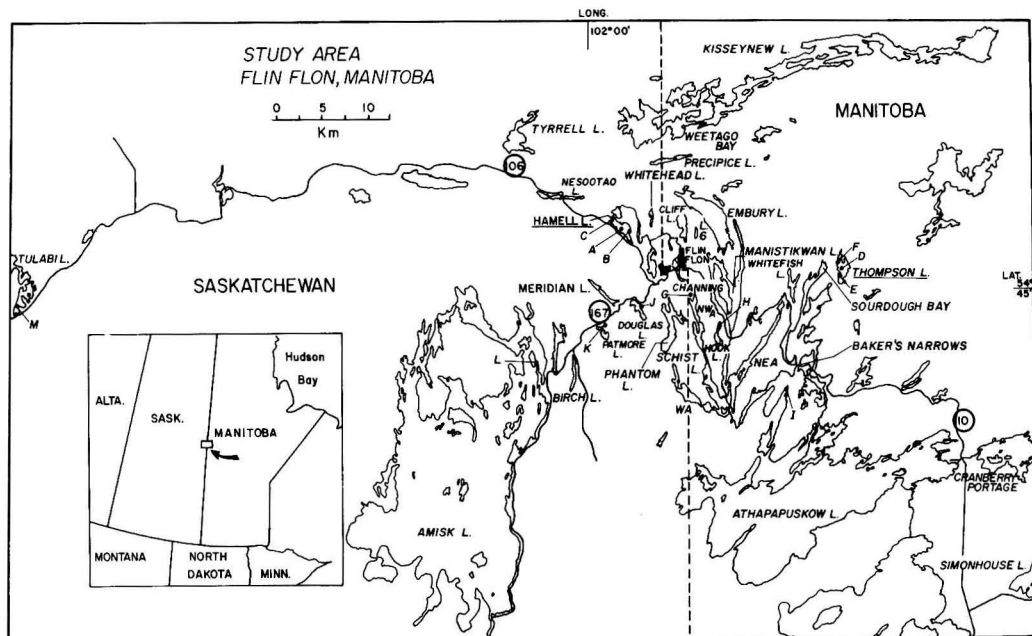 LONG.
102°00'
STUDY AREA
FLIN FLON, MANITOBA
0 5 10
Km
KISSEYNEW L.
MANITOBA
TYRRELL L.
WEETAGO
BAY
106
PRECIPICE L.
WHITEHEAD L.
NESOOTAO
L.
HAMELL L.
C
A
B
CLIFF
L.
L
6
EMBURY L.
FLIN
FLON
MANISTIKWAN L.
WHITEFISH
L.
F
D
THOMPSON L.
E
LAT.
54°
45'
TULABI L.
M
SASKATCHEWAN
MERIDIAN L.
CHANNING
G
H
SOURDOUGH BAY
167
J
NWA
DOUGLAS
L.
K
PATMORE
L.
HOOK
L.
BAKER'S NARROWS
SCHIST
L.
NEA
PHANTOM
L.
L
BIRCH L.
WA
I
10
CRANBERRY
PORTAGE
ATHAPAPUSKOW L.
AMISK L.
SIMONHOUSE L.
Hudson
Bay
ALTA.
SASK.
MANITOBA
MONTANA
NORTH
DAKOTA
MINN.